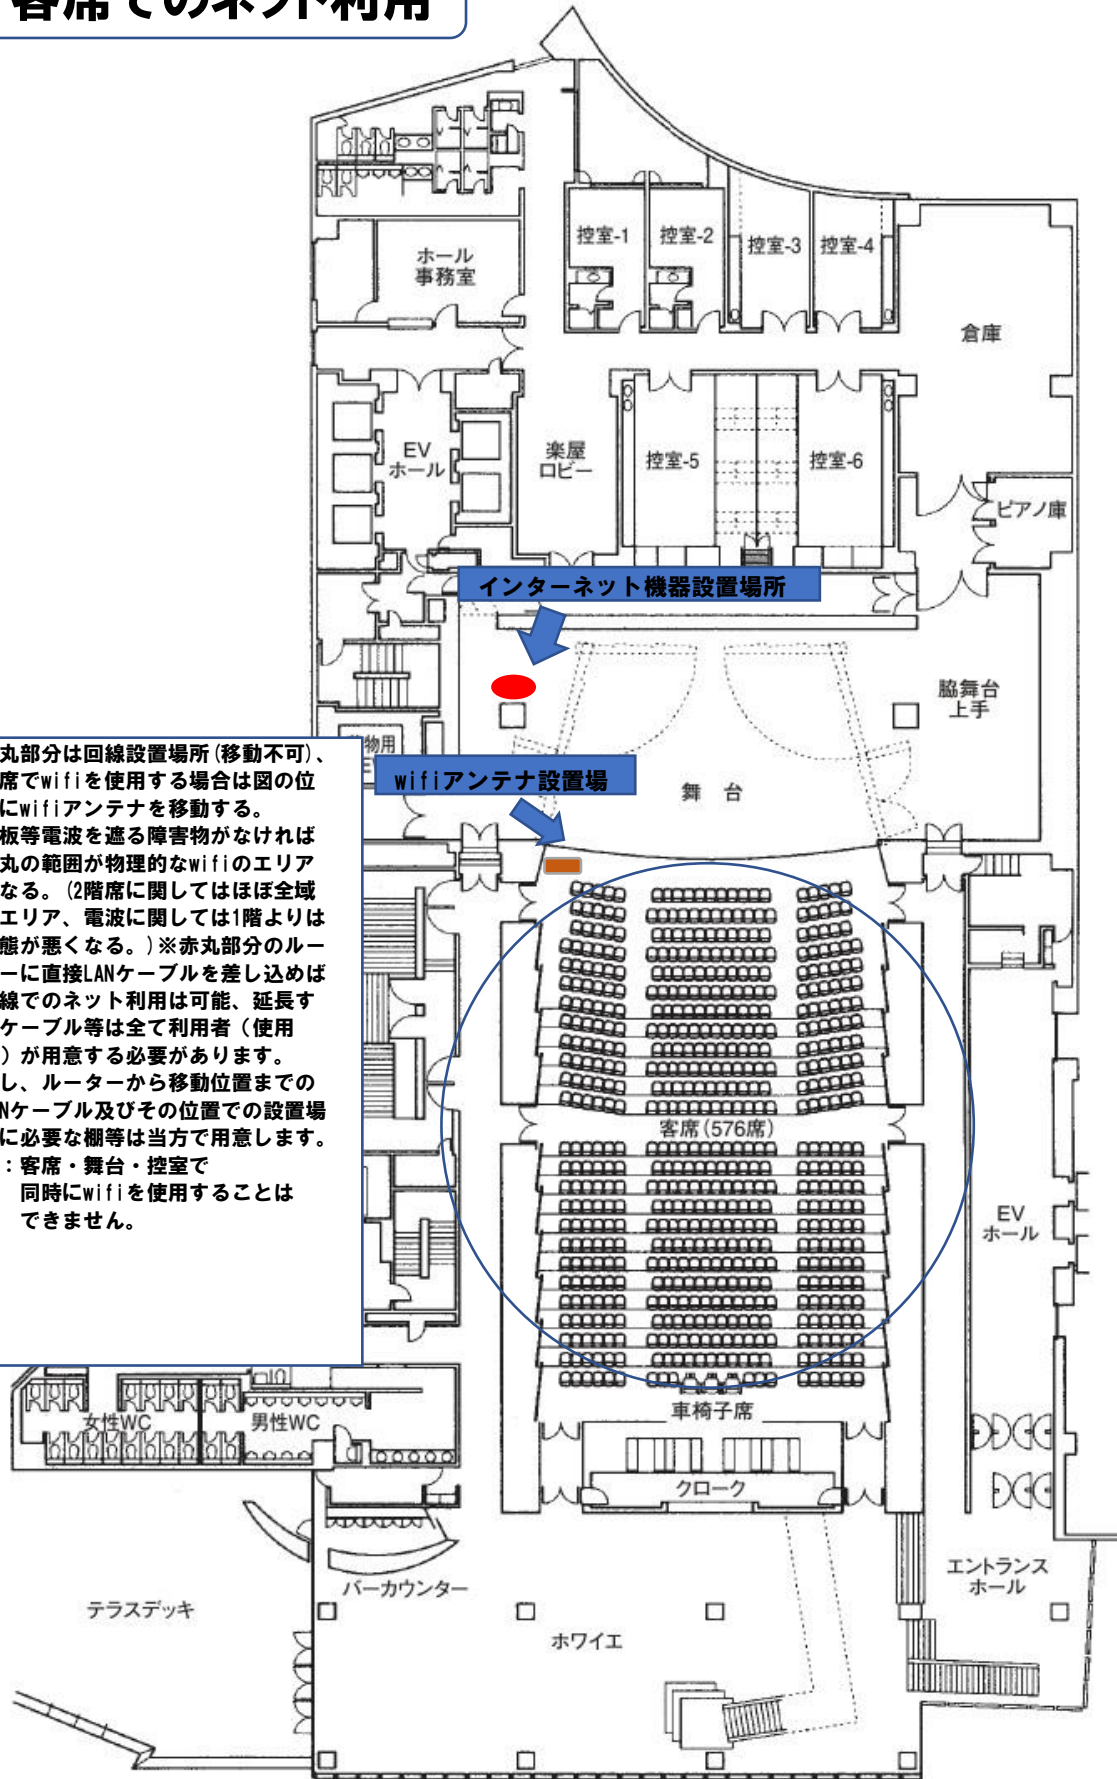 客席でのネット利用
控室-1
控室-2
控室-3
控室-4
ホール
事務室
倉庫
EV
ホール
楽屋
ロビー
控室-5
控室-6
ピアノ庫
インターネット機器設置場所
脇舞台
上手
物用
wifiアンテナ設置場
舞 台
丸部分は回線設置場所(移動不可)、
席でwifiを使用する場合は図の位
にwifiアンテナを移動する。
板等電波を遮る障害物がなければ
丸の範囲が物理的なwifiのエリア
なる。(2階席に関してはほぼ全域
エリア、電波に関しては1階よりは
態が悪くなる。)※赤丸部分のルー
ーに直接LANケーブルを差し込めば
線でのネット利用は可能、延長す
ケーブル等は全て利用者（使用
）が用意する必要があります。
し、ルーターから移動位置までの
Nケーブル及びその位置での設置場
に必要な棚等は当方で用意します。
：客席・舞台・控室で
同時にwifiを使用することは
できません。
客席(576席)
EV
ホール
車椅子席
女性WC
男性WC
クローク
バーカウンター
エントランス
ホール
テラスデッキ
ホワイエ